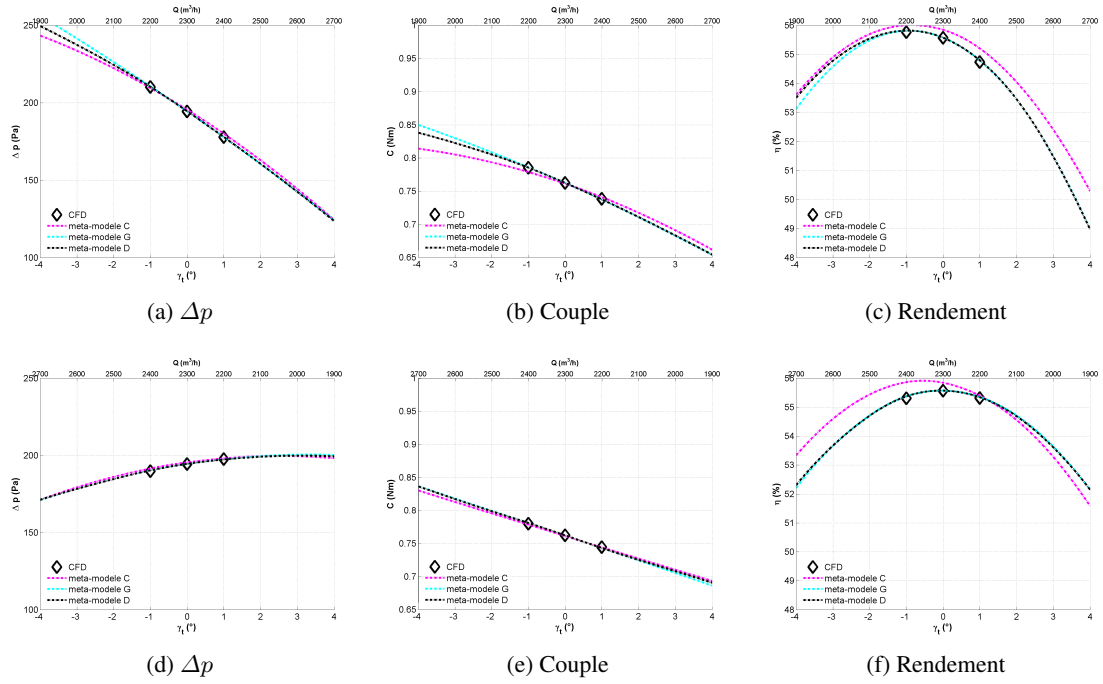 Q (m³/h)
1900 2000 2100 2200 2300 2400 2500 2600 2700
250
200
150
100
Δ p (Pa)
CFD
meta-modele C
meta-modele G
meta-modele D
-4 -3 -2 -1 0 1 2 3 4
γt (°)
(a) Δp
Q (m³/h)
1900 2000 2100 2200 2300 2400 2500 2600 2700
1
0.95
0.9
0.85
0.8
0.75
0.7
0.65
C (Nm)
CFD
meta-modele C
meta-modele G
meta-modele D
-4 -3 -2 -1 0 1 2 3 4
γt (°)
(b) Couple
Q (m³/h)
1900 2000 2100 2200 2300 2400 2500 2600 2700
56
55
54
53
52
51
50
49
48
η (%)
CFD
meta-modele C
meta-modele G
meta-modele D
-4 -3 -2 -1 0 1 2 3 4
γt (°)
(c) Rendement
Q (m³/h)
2700 2600 2500 2400 2300 2200 2100 2000 1900
250
200
150
100
Δ p (Pa)
CFD
meta-modele C
meta-modele G
meta-modele D
-4 -3 -2 -1 0 1 2 3 4
γt (°)
(d) Δp
Q (m³/h)
2700 2600 2500 2400 2300 2200 2100 2000 1900
1
0.95
0.9
0.85
0.8
0.75
0.7
0.65
C (Nm)
CFD
meta-modele C
meta-modele G
meta-modele D
-4 -3 -2 -1 0 1 2 3 4
γt (°)
(e) Couple
Q (m³/h)
2700 2600 2500 2400 2300 2200 2100 2000 1900
56
55
54
53
52
51
50
49
48
η (%)
CFD
meta-modele C
meta-modele G
meta-modele D
-4 -3 -2 -1 0 1 2 3 4
γt (°)
(f) Rendement